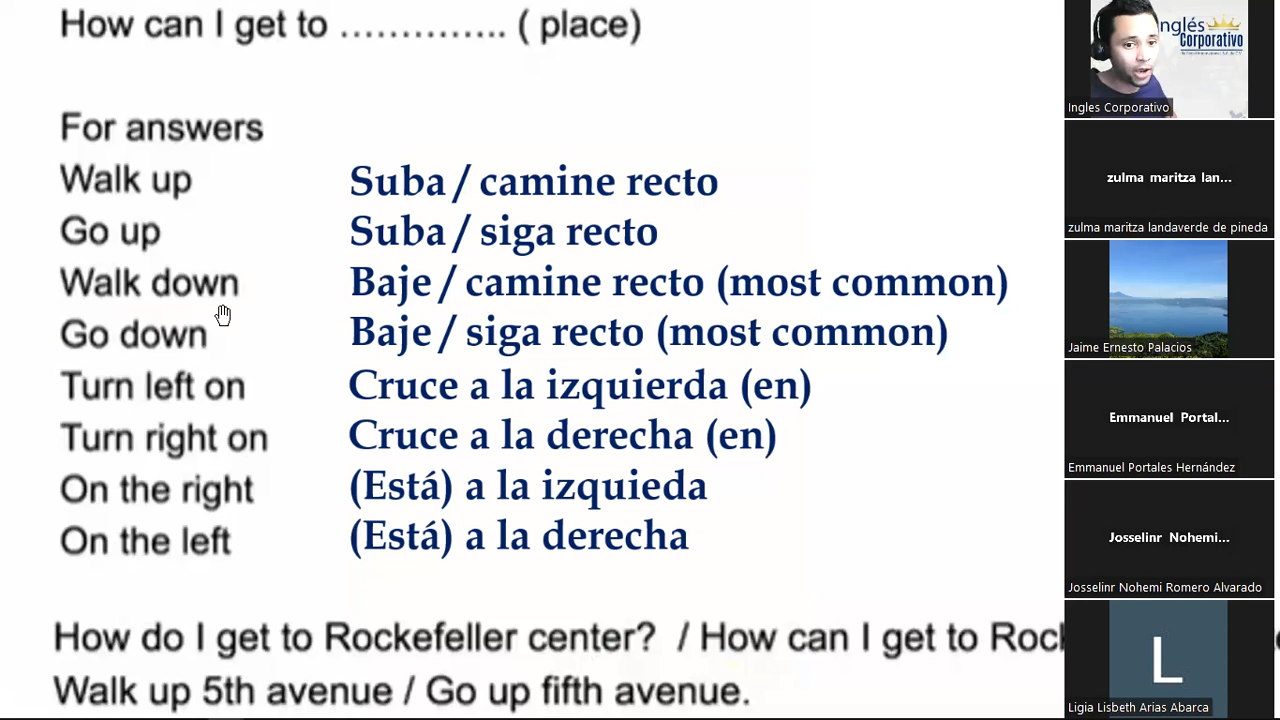 How can I get to ………….. ( place)
For answers
Walk up Suba / camine recto
Go up Suba / siga recto
Walk down Baje / camine recto (most common)
Go down Baje / siga recto (most common)
Turn left on Cruce a la izquierda (en)
Turn right on Cruce a la derecha (en)
On the right (Está) a la izquieda
On the left (Está) a la derecha
How do I get to Rockefeller center? / How can I get to
Walk up 5th avenue / Go up fifth avenue.
Inglés
Corporativo
Ingles Corporativo
zulma maritza lan...
zulma maritza landaverde de pineda
Jaime Ernesto Palacios
Emmanuel Portal...
Emmanuel Portales Hernández
Josselinr Nohemi...
Josselinr Nohemi Romero Alvarado
L
Ligia Lisbeth Arias Abarca